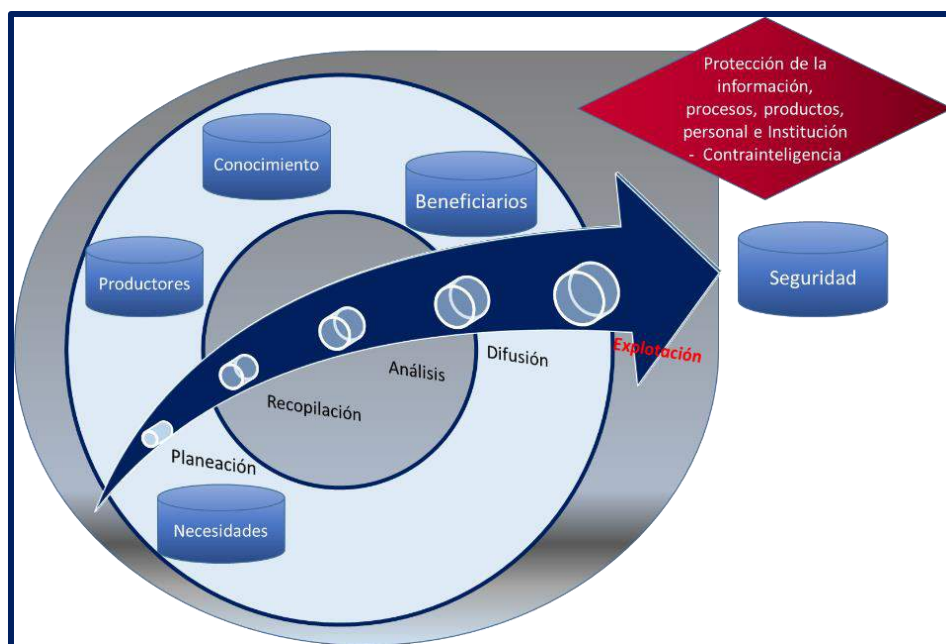 Protección de la
información,
procesos, productos,
personal e Institución
- Contrainteligencia
Conocimiento
Beneficiarios
Productores
Seguridad
Explotación
Difusión
Análisis
Recopilación
Planeación
Necesidades